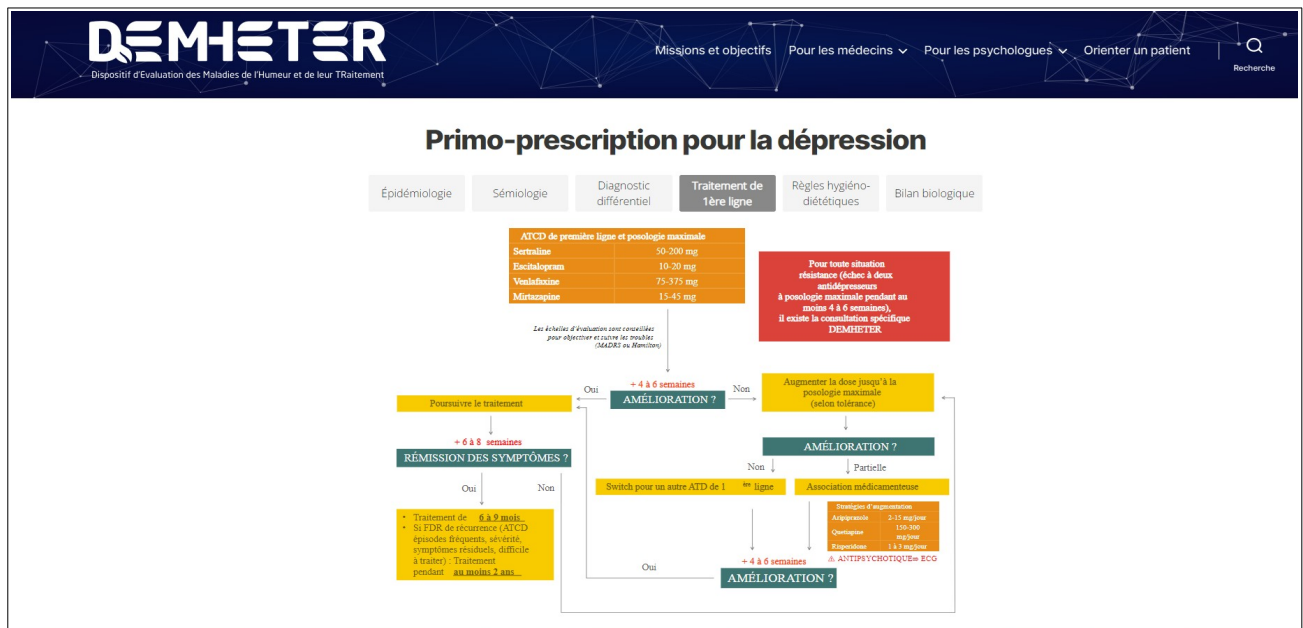 DEMHETER
Dispositif d'Evaluation des Maladies de l'Humeur et de leur TRaitement
Missions et objectifs
Pour les médecins
Pour les psychologues
Orienter un patient
Recherche
Primo-prescription pour la dépression
Épidémiologie
Sémiologie
Diagnostic
différentiel
Traitement de
1ère ligne
Règles hygiéno-
diététiques
Bilan biologique
ATCD de première ligne et posologie maximale
Sertraline 50-200 mg
Escitalopram 10-20 mg
Venlafaxine 75-375 mg
Mirtazapine 15-45 mg
Pour toute situation
résistance (échec à deux
antidépresseurs
à posologie maximale pendant au
moins 4 à 6 semaines),
il existe la consultation spécifique
DEMHETER
Les échelles d'évaluation sont conseillées
pour objectiver et suivre les troubles
(MADRS ou Hamilton)
+ 4 à 6 semaines
Oui
AMÉLIORATION ?
Non
Augmenter la dose jusqu'à la
posologie maximale
(selon tolérance)
Poursuivre le traitement
+ 6 à 8 semaines
RÉMISSION DES SYMPTÔMES ?
AMÉLIORATION ?
Non
Partielle
Oui
Non
Switch pour un autre ATD de 1 ère ligne
Association médicamenteuse
• Traitement de 6 à 9 mois
• Si FDR de récurrence (ATCD
épisodes fréquents, sévérité,
symptômes résiduels, difficile
à traiter) : Traitement
pendant au moins 2 ans
Stratégies d'augmentation
Aripiprazole 2-15 mg/jour
Quetiapine 150-300
mg/jour
Risperidone 1 à 3 mg/jour
⚠ ANTIPSYCHOTIQUE= ECG
+ 4 à 6 semaines
Oui
AMÉLIORATION ?